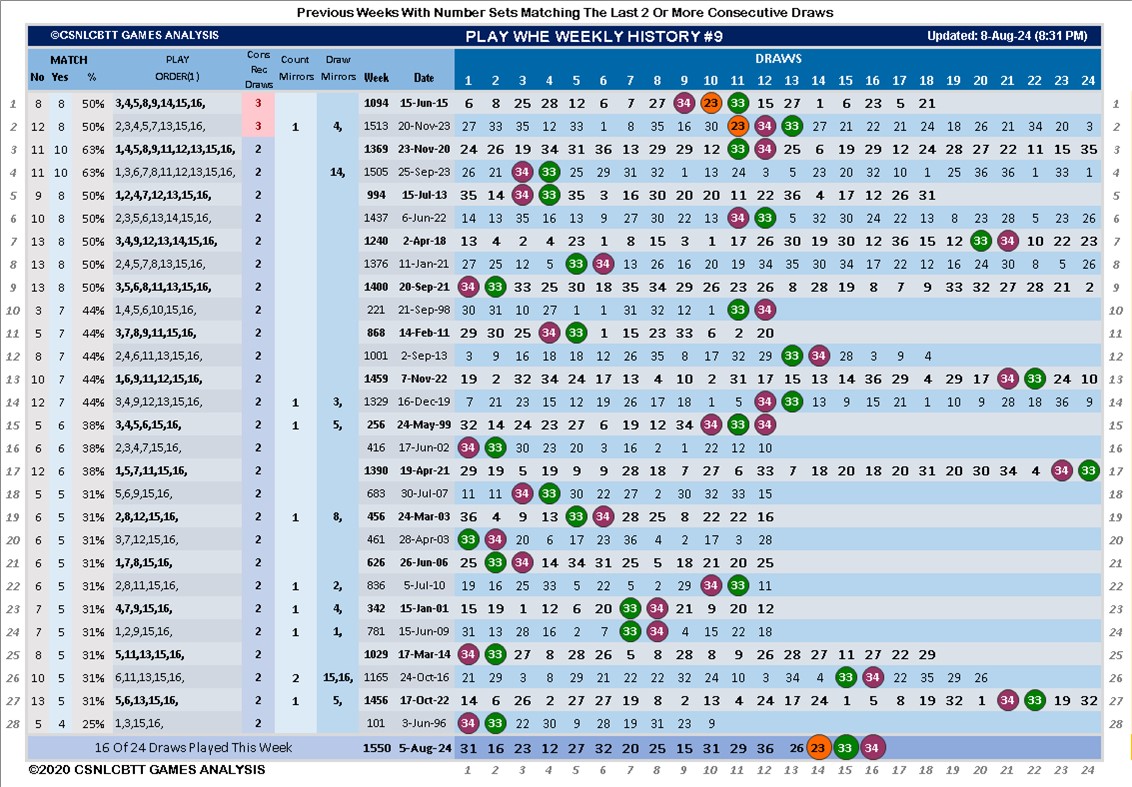 Previous Weeks With Number Sets Matching The Last 2 Or More Consecutive Draws
©CSNLCBTT GAMES ANALYSIS PLAY WHE WEEKLY HISTORY #9 Updated: 8-Aug-24 (8:31 PM)
MATCH PLAY Cons Count Draw DRAWS
No Yes % ORDER(1) Rec Draws Mirrors Mirrors Week Date 1 2 3 4 5 6 7 8 9 10 11 12 13 14 15 16 17 18 19 20 21 22 23 24
1 8 8 50% 3,4,5,8,9,14,15,16, 3 1094 15-Jun-15 6 8 25 28 12 6 7 27 34 23 33 15 27 1 6 23 5 18 21 1
2 12 8 50% 2,3,4,5,7,13,15,16, 3 1 4, 1513 20-Nov-23 27 33 35 12 33 1 8 35 16 30 23 34 33 27 21 22 21 24 18 26 21 34 20 3 2
3 11 10 63% 1,4,5,8,9,11,12,13,15,16, 2 1369 23-Nov-20 24 26 19 34 31 36 13 29 29 12 33 34 25 6 19 29 12 14 24 28 27 22 11 15 35 3
4 11 10 63% 1,3,6,7,8,11,12,13,15,16, 2 14, 1505 25-Sep-23 26 21 34 33 25 29 31 32 1 13 24 3 5 23 20 32 10 1 25 36 36 1 33 1 4
5 9 8 50% 1,2,4,7,12,13,15,16, 2 994 15-Jul-13 35 14 34 33 35 3 16 30 20 20 11 22 36 4 17 12 26 31 5
6 10 8 50% 2,3,5,6,13,14,15,16, 2 1437 6-Jun-22 14 13 35 16 13 9 27 30 22 13 34 33 5 32 30 24 22 13 8 23 28 5 23 26 6
7 13 8 50% 3,4,9,12,13,14,15,16, 2 1240 2-Apr-18 13 4 2 4 23 1 8 15 3 1 17 26 30 19 30 12 36 15 12 33 34 10 22 23 7
8 13 8 50% 2,4,5,7,8,13,15,16, 2 1376 11-Jan-21 27 25 12 5 33 34 13 26 16 20 19 34 35 30 34 17 22 12 16 24 30 8 5 26 8
9 13 8 50% 3,5,6,8,11,13,15,16, 2 1400 20-Sep-21 34 33 33 25 30 18 35 34 29 26 23 26 8 28 19 8 7 9 33 32 27 28 21 2 9
10 3 7 44% 1,4,5,6,10,15,16, 2 221 21-Sep-98 30 31 10 27 1 1 31 32 12 1 33 34 10
11 5 7 44% 3,7,8,9,11,15,16, 2 868 14-Feb-11 29 30 25 34 33 1 15 23 33 6 2 20 11
12 8 7 44% 2,4,6,11,13,15,16, 2 1001 2-Sep-13 3 9 16 18 18 12 26 35 8 17 32 29 33 34 28 3 9 4 12
13 10 7 44% 1,6,9,11,12,15,16, 2 1459 7-Nov-22 19 2 32 34 24 17 13 4 10 2 31 17 15 13 14 36 29 4 29 17 34 33 24 10 13
14 12 7 44% 3,4,9,12,13,15,16, 2 1 3, 1329 16-Dec-19 7 21 23 15 12 19 26 17 18 1 5 34 33 13 9 15 21 1 10 9 28 18 36 9 14
15 5 6 38% 3,4,5,6,15,16, 2 1 5, 256 24-May-99 32 14 24 23 27 6 19 12 34 34 33 34 15
16 6 6 38% 2,3,4,7,15,16, 2 416 17-Jun-02 34 33 30 23 20 3 16 2 1 22 12 10 16
17 12 6 38% 1,5,7,11,15,16, 2 1390 19-Apr-21 29 19 5 19 9 9 28 18 7 27 6 33 7 18 20 18 20 31 20 30 34 4 34 33 17
18 5 5 31% 5,6,9,15,16, 2 683 30-Jul-07 11 11 34 33 30 22 27 2 30 32 33 15 18
19 6 5 31% 2,8,12,15,16, 2 1 8, 456 24-Mar-03 36 4 9 13 33 34 28 25 8 22 22 16 19
20 6 5 31% 3,7,12,15,16, 2 461 28-Apr-03 33 34 20 6 17 23 36 4 2 17 3 28 20
21 6 5 31% 1,7,8,15,16, 2 626 26-Jun-06 25 33 34 14 34 31 25 5 18 21 20 25 21
22 6 5 31% 2,8,11,15,16, 2 1 2, 836 5-Jul-10 19 16 25 33 5 22 5 2 29 34 33 11 22
23 7 5 31% 4,7,9,15,16, 2 1 4, 342 15-Jan-01 15 19 1 12 6 20 33 34 21 9 20 12 23
24 7 5 31% 1,2,9,15,16, 2 1 1, 781 15-Jun-09 31 13 28 16 2 6 33 34 4 15 22 18 24
25 8 5 31% 5,11,13,15,16, 2 1029 17-Mar-14 34 33 27 8 28 26 5 8 28 8 9 26 14 28 27 11 27 17 22 29 25
26 10 5 31% 6,11,13,15,16, 2 2 15,16, 1165 24-Oct-16 21 29 3 8 29 21 22 22 32 24 10 3 34 4 33 34 22 35 29 26 26
27 13 5 31% 5,6,13,15,16, 2 1 5, 1456 17-Oct-22 14 6 26 2 27 27 19 8 2 13 4 24 17 24 1 5 8 19 32 1 34 33 19 32 27
28 5 4 25% 1,3,15,16, 2 101 3-Jun-96 34 33 22 30 9 28 19 31 23 9 28
16 Of 24 Draws Played This Week 1550 5-Aug-24 31 16 23 12 27 32 20 25 15 31 29 36 26 23 33 34
©2020 CSNLCBTT GAMES ANALYSIS 1 2 3 4 5 6 7 8 9 10 11 12 13 14 15 16 17 18 19 20 21 22 23 24